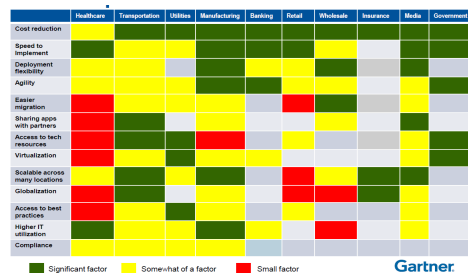 Healthcare Transportation Utilities Manufacturing Banking Retail Wholesale Insurance Media Government
Cost reduction
Speed to
Implement
Deployment
flexibility
Agility
Easier
migration
Sharing apps
with partners
Access to tech
resources
Virtualization
Scalable across
many locations
Globalization
Access to best
practices
Higher IT
utilization
Compliance
Significant factor Somewhat of a factor Small factor
Gartner